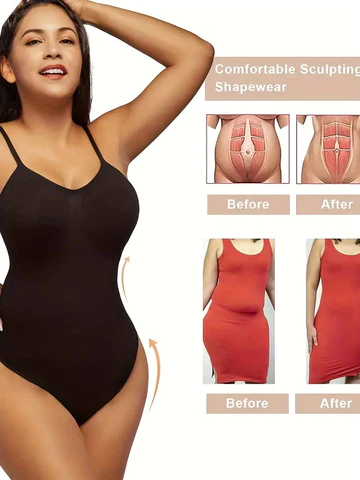 Comfortable Sculpting
Shapewear
Before
After
Before
After